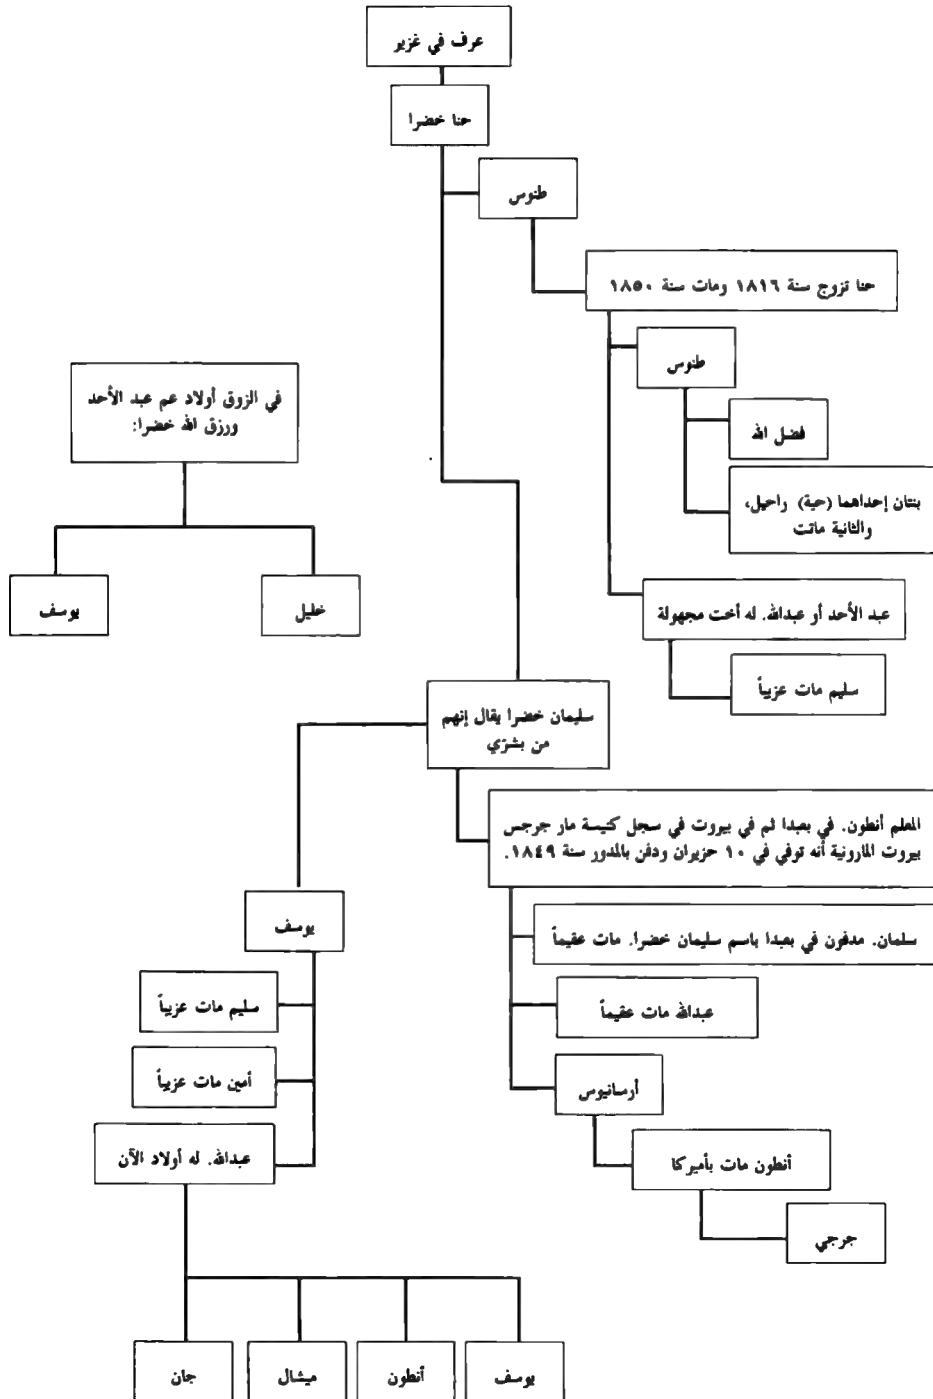 عرف في غزير
حنا خضرا
طنوس
حنا تزوج سنة ١٨١٦ ومات سنة ١٨٥٠
طنوس
فضل الله
بنتان إحداهما (حية) راحيل،
والثانية ماتت
عبد الأحد أو عبدالله. له أخت مجهولة
سليم مات عزيباً
في الزوق أولاد عم عبد الأحد
ورزق الله خضرا:
خليل
يوسف
سليمان خضرا يقال إنهم
من بشرّي
المعلم أنطون. في بعبدا ثم في بيروت في سجل كنيسة مار جرجس
بيروت المارونية أنه توفي في ١٠ حزيران ودفن بالمدور سنة ١٨٤٩.
سلمان. مدفون في بعبدا باسم سليمان خضرا. مات عقيماً
عبدالله مات عقيماً
أرسانيوس
أنطون مات بأميركا
جرجي
يوسف
سليم مات عزيباً
أمين مات عزيباً
عبدالله. له أولاد الآن
يوسف
أنطون
ميشال
جان